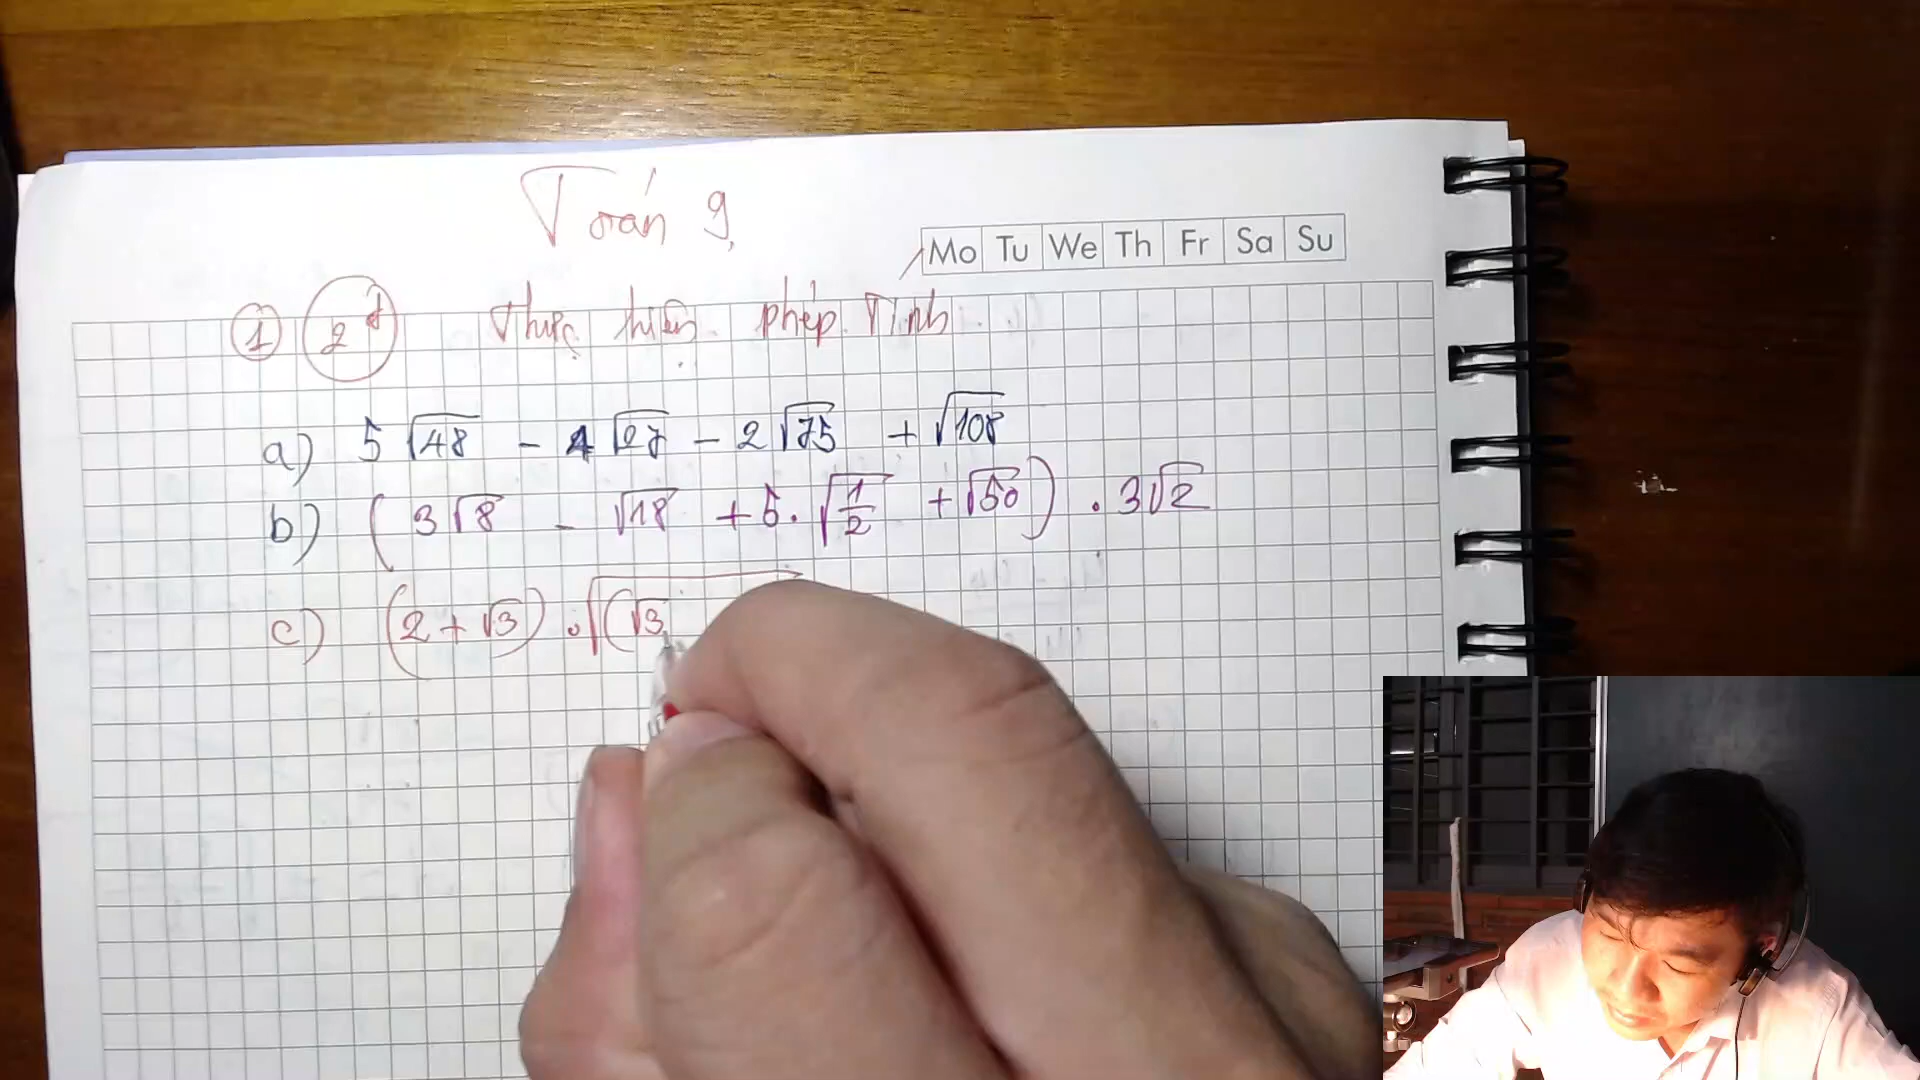 Toán 9
Mo Tu We Th Fr Sa Su
① 2đ Thực hiện phép Tính
a) 5√48 - 4√27 - 2√75 + √108
b) (3√8 - √18 + 5.√1/2 + √50) . 3√2
c) (2+√3) .√(√3